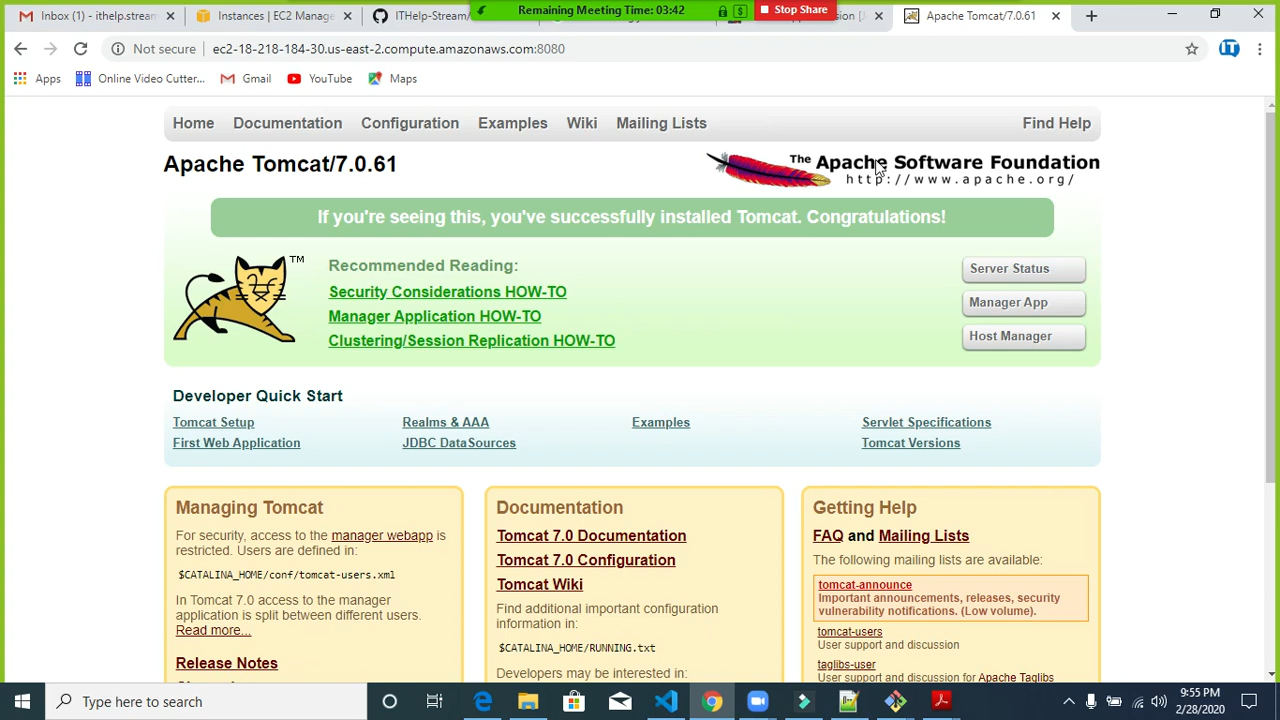 Inbox (1) - ithelp.stream
Instances | EC2 Manage
ITHelp-Stream/
Remaining Meeting Time: 03:42
$
Stop Share
Apache Tomcat/7.0.61
Not secure
ec2-18-218-184-30.us-east-2.compute.amazonaws.com:8080
Apps
Online Video Cutter...
Gmail
YouTube
Maps
Home
Documentation
Configuration
Examples
Wiki
Mailing Lists
Find Help
Apache Tomcat/7.0.61
The Apache Software Foundation
http://www.apache.org/
If you're seeing this, you've successfully installed Tomcat. Congratulations!
TM
Recommended Reading:
Security Considerations HOW-TO
Manager Application HOW-TO
Clustering/Session Replication HOW-TO
Server Status
Manager App
Host Manager
Developer Quick Start
Tomcat Setup
First Web Application
Realms & AAA
JDBC DataSources
Examples
Servlet Specifications
Tomcat Versions
Managing Tomcat
For security, access to the manager webapp is
restricted. Users are defined in:
$CATALINA_HOME/conf/tomcat-users.xml
In Tomcat 7.0 access to the manager
application is split between different users.
Read more...
Release Notes
Documentation
Tomcat 7.0 Documentation
Tomcat 7.0 Configuration
Tomcat Wiki
Find additional important configuration
information in:
$CATALINA_HOME/RUNNING.txt
Developers may be interested in:
Getting Help
FAQ and Mailing Lists
The following mailing lists are available:
tomcat-announce
Important announcements, releases, security
vulnerability notifications. (Low volume).
tomcat-users
User support and discussion
taglibs-user
User support and discussion for Apache Taglibs
Type here to search
9:55 PM
2/28/2020